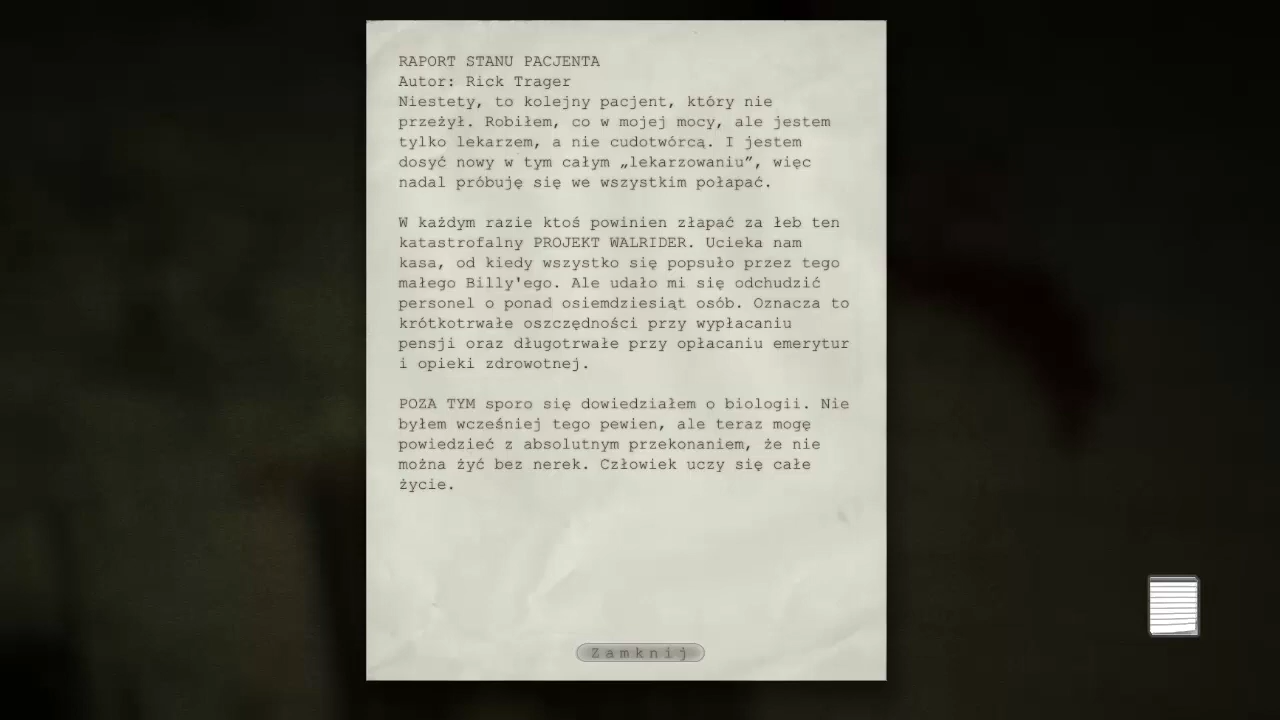 RAPORT STANU PACJENTA
Autor: Rick Trager
Niestety, to kolejny pacjent, który nie
przeżył. Robiłem, co w mojej mocy, ale jestem
tylko lekarzem, a nie cudotwórcą. I jestem
dosyć nowy w tym całym „lekarzowaniu”, więc
nadal próbuję się we wszystkim połapać.

W każdym razie ktoś powinien złapać za łeb ten
katastrofalny PROJEKT WALRIDER. Ucieka nam
kasa, od kiedy wszystko się popsuło przez tego
małego Billy'ego. Ale udało mi się odchudzić
personel o ponad osiemdziesiąt osób. Oznacza to
krótkotrwałe oszczędności przy wypłacaniu
pensji oraz długotrwałe przy opłacaniu emerytur
i opieki zdrowotnej.

POZA TYM sporo się dowiedziałem o biologii. Nie
byłem wcześniej tego pewien, ale teraz mogę
powiedzieć z absolutnym przekonaniem, że nie
można żyć bez nerek. Człowiek uczy się całe
życie.
Zamknij